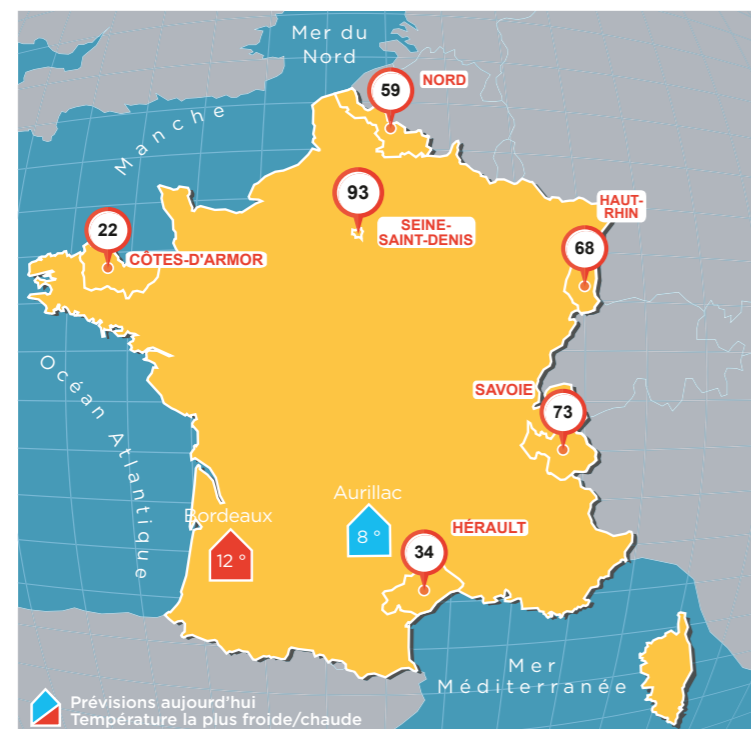 Mer du
Nord
59
NORD
Manche
93
SEINE-
SAINT-DENIS
HAUT-
RHIN
68
22
CÔTES-D'ARMOR
Océan Atlantique
SAVOIE
73
Aurillac
8 °
Bordeaux
12 °
HÉRAULT
34
Mer
Méditerranée
Prévisions aujourd'hui
Température la plus froide/chaude